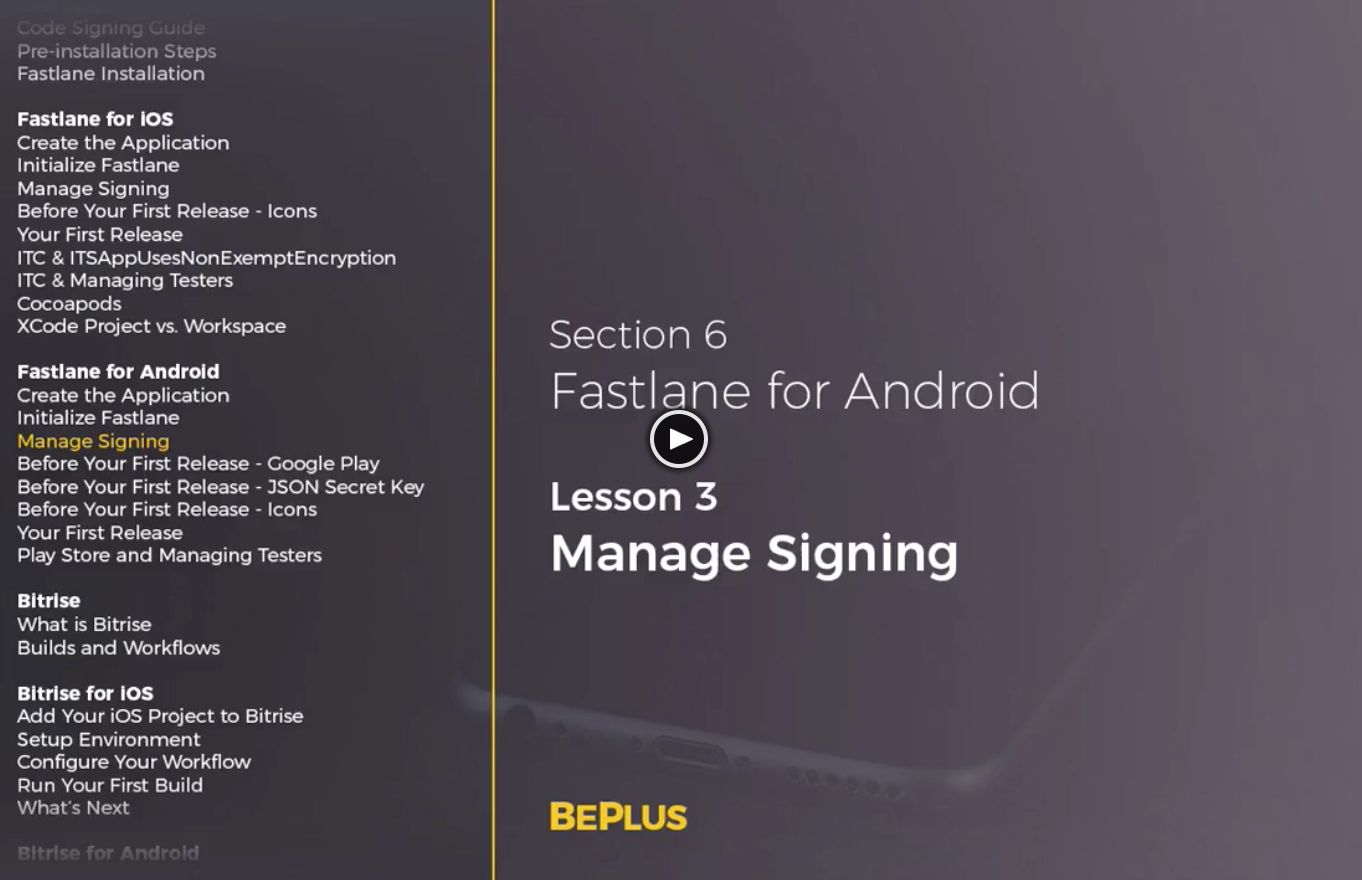 Code Signing Guide
Pre-installation Steps
Fastlane Installation
Fastlane for iOS
Create the Application
Initialize Fastlane
Manage Signing
Before Your First Release - Icons
Your First Release
ITC & ITSAppUsesNonExemptEncryption
ITC & Managing Testers
Cocoapods
XCode Project vs. Workspace
Fastlane for Android
Create the Application
Initialize Fastlane
Manage Signing
Before Your First Release - Google Play
Before Your First Release - JSON Secret Key
Before Your First Release - Icons
Your First Release
Play Store and Managing Testers
Bitrise
What is Bitrise
Builds and Workflows
Bitrise for iOS
Add Your iOS Project to Bitrise
Setup Environment
Configure Your Workflow
Run Your First Build
What's Next
Bitrise for Android
Section 6
Fastlane for Android
Lesson 3
Manage Signing
BEPLUS